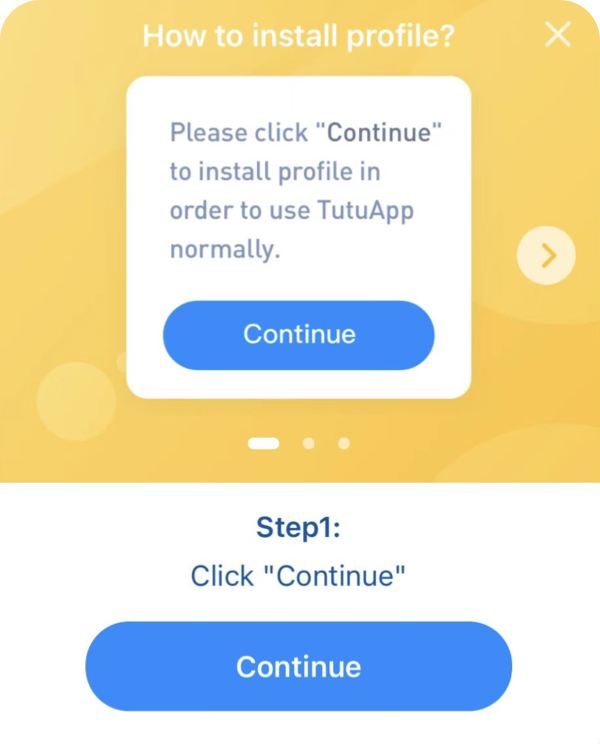 How to install profile?
Please click "Continue"
to install profile in
order to use TutuApp
normally.
Continue
Step1:
Click "Continue"
Continue